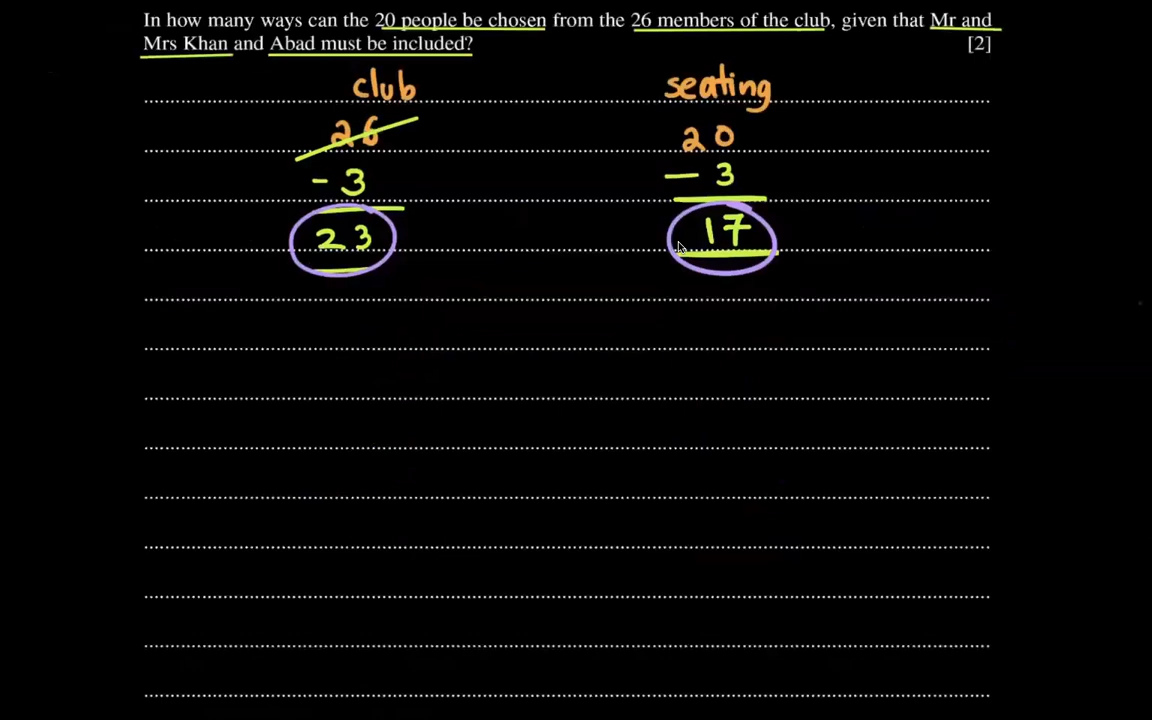 In how many ways can the 20 people be chosen from the 26 members of the club, given that Mr and
Mrs Khan and Abad must be included? [2]
club seating
26 20
- 3 - 3
23 17